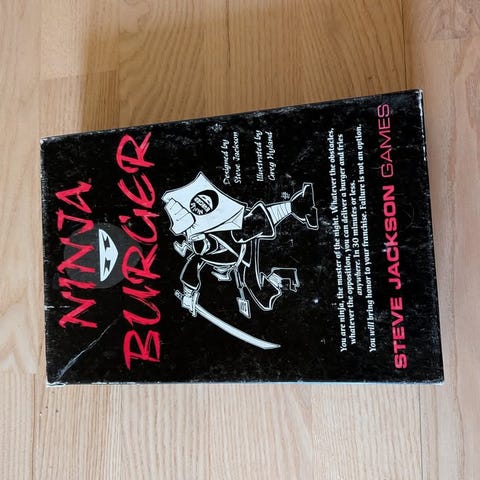 NINJA
BURGER
Designed by
Steve Jackson
Illustrated by
Greg Hyland
You are ninja, the master of the night. Whatever the obstacles,
whatever the opposition, you can deliver a burger and fries
anywhere. In 30 minutes or less.
You will bring honor to your franchise. Failure is not an option.
STEVE JACKSON GAMES